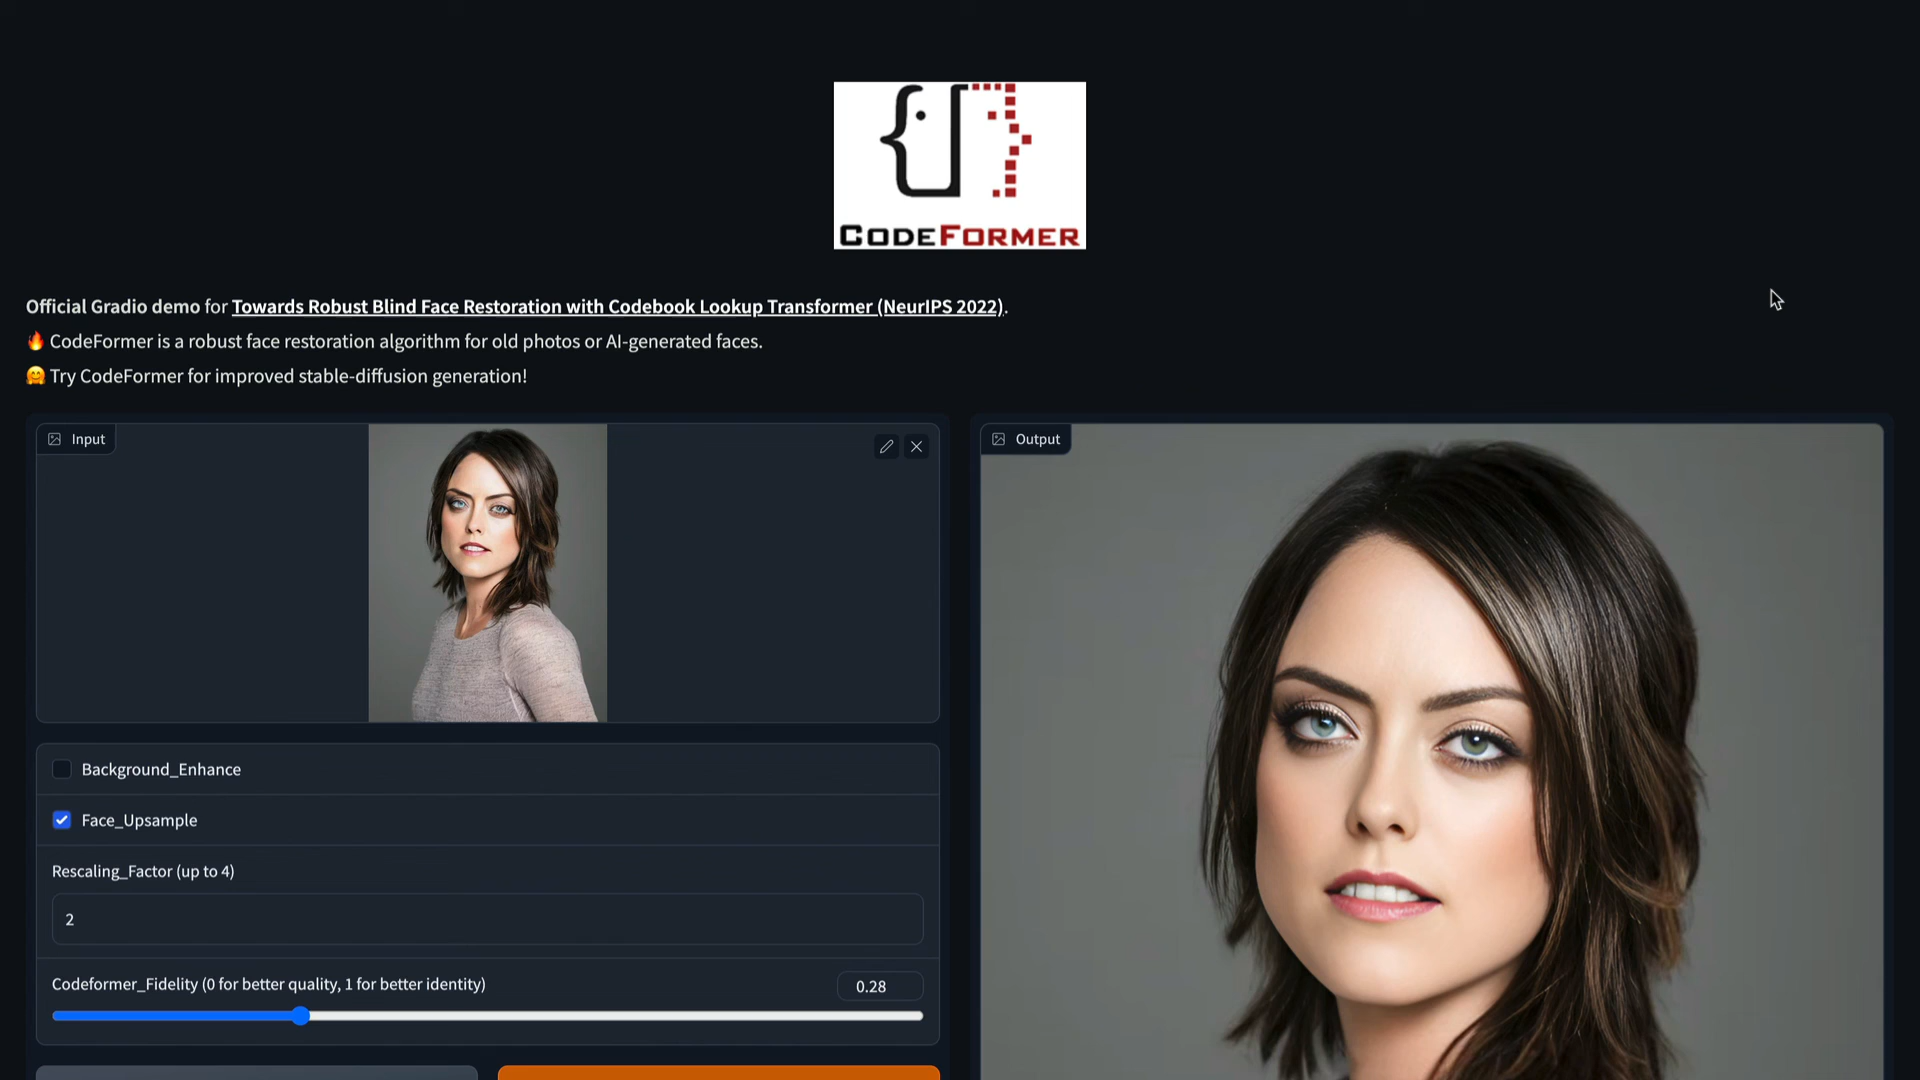 CODEFORMER
Official Gradio demo for Towards Robust Blind Face Restoration with Codebook Lookup Transformer (NeurIPS 2022).
🔥 CodeFormer is a robust face restoration algorithm for old photos or AI-generated faces.
🤗 Try CodeFormer for improved stable-diffusion generation!
Input
Output
Background_Enhance
Face_Upsample
Rescaling_Factor (up to 4)
2
Codeformer_Fidelity (0 for better quality, 1 for better identity)
0.28